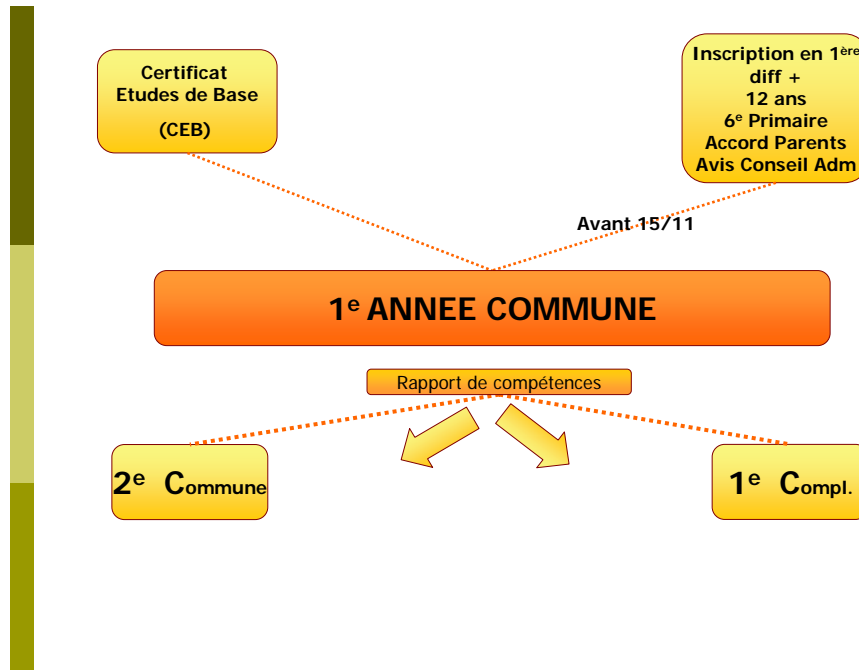 Certificat
Etudes de Base
(CEB)
Inscription en 1ère
diff +
12 ans
6e Primaire
Accord Parents
Avis Conseil Adm
Avant 15/11
1e ANNEE COMMUNE
Rapport de compétences
2e Commune
1e Compl.